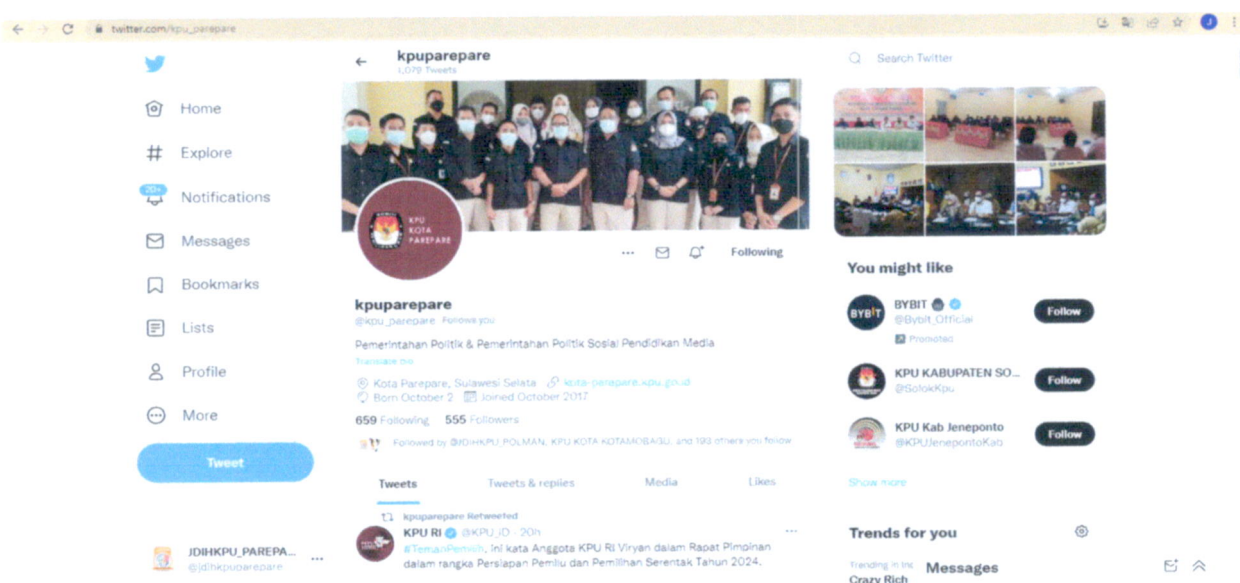 twitter.com/kpu_parepare
Home
Explore
20+
Notifications
Messages
Bookmarks
Lists
Profile
More
Tweet
JDIHKPU_PAREPA...
@jdihkpuparepare
kpuparepare
1,079 Tweets
KPU
KOTA
PAREPARE
Following
kpuparepare
@kpu_parepare Follows you
Pemerintahan Politik & Pemerintahan Politik Sosial Pendidikan Media
Translate bio
Kota Parepare, Sulawesi Selata kota-parepare.kpu.go.id
Born October 2 Joined October 2017
659 Following 555 Followers
Followed by @JDIHKPU_POLMAN, KPU KOTA KOTAMOBAGU, and 193 others you follow
Tweets Tweets & replies Media Likes
kpuparepare Retweeted
KPU RI @KPU_ID · 20h
#TemanPemilih, ini kata Anggota KPU RI Viryan dalam Rapat Pimpinan
dalam rangka Persiapan Pemilu dan Pemilihan Serentak Tahun 2024.
Search Twitter
You might like
BYBIT
BYBIT
@Bybit_Official
Promoted
Follow
KPU KABUPATEN SO...
@SolokKpu
Follow
KPU Kab Jeneponto
@KPUJenepontoKab
Follow
Show more
Trends for you
Trending in
Crazy Rich
Messages
J